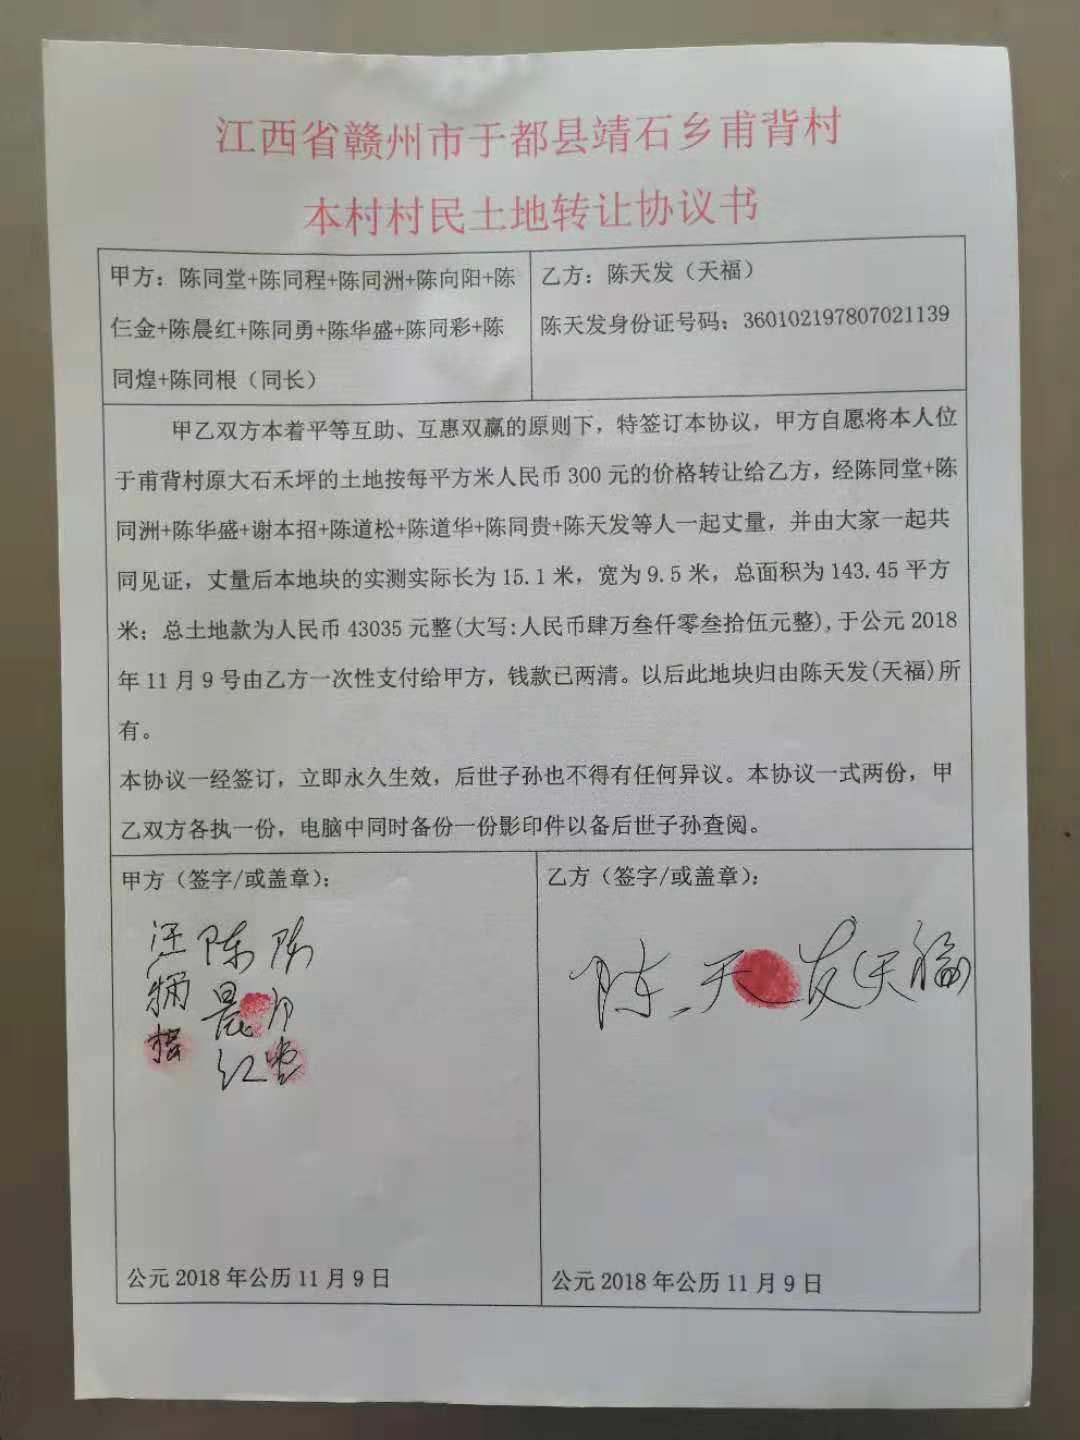 江西省赣州市于都县靖石乡甫背村
本村村民土地转让协议书
甲方：陈同堂+陈同程+陈同洲+陈向阳+陈
仨金+陈晨红+陈同勇+陈华盛+陈同彩+陈
同煌+陈同根（同长）
乙方：陈天发（天福）
陈天发身份证号码：360102197807021139
甲乙双方本着平等互助、互惠双赢的原则下，特签订本协议，甲方自愿将本人位
于甫背村原大石禾坪的土地按每平方米人民币 300 元的价格转让给乙方，经陈同堂+陈
同洲+陈华盛+谢本招+陈道松+陈道华+陈同贵+陈天发等人一起丈量，并由大家一起共
同见证，丈量后本地块的实测实际长为 15.1 米，宽为 9.5 米，总面积为 143.45 平方
米；总土地款为人民币 43035 元整(大写:人民币肆万叁仟零叁拾伍元整),于公元 2018
年 11 月 9 号由乙方一次性支付给甲方，钱款已两清。以后此地块归由陈天发(天福)所
有。
本协议一经签订，立即永久生效，后世子孙也不得有任何异议。本协议一式两份，甲
乙双方各执一份，电脑中同时备份一份影印件以备后世子孙查阅。
甲方（签字/或盖章）：
陈同堂
陈晨红
公元 2018 年公历 11 月 9 日
乙方（签字/或盖章）：
陈天发(天福)
公元 2018 年公历 11 月 9 日